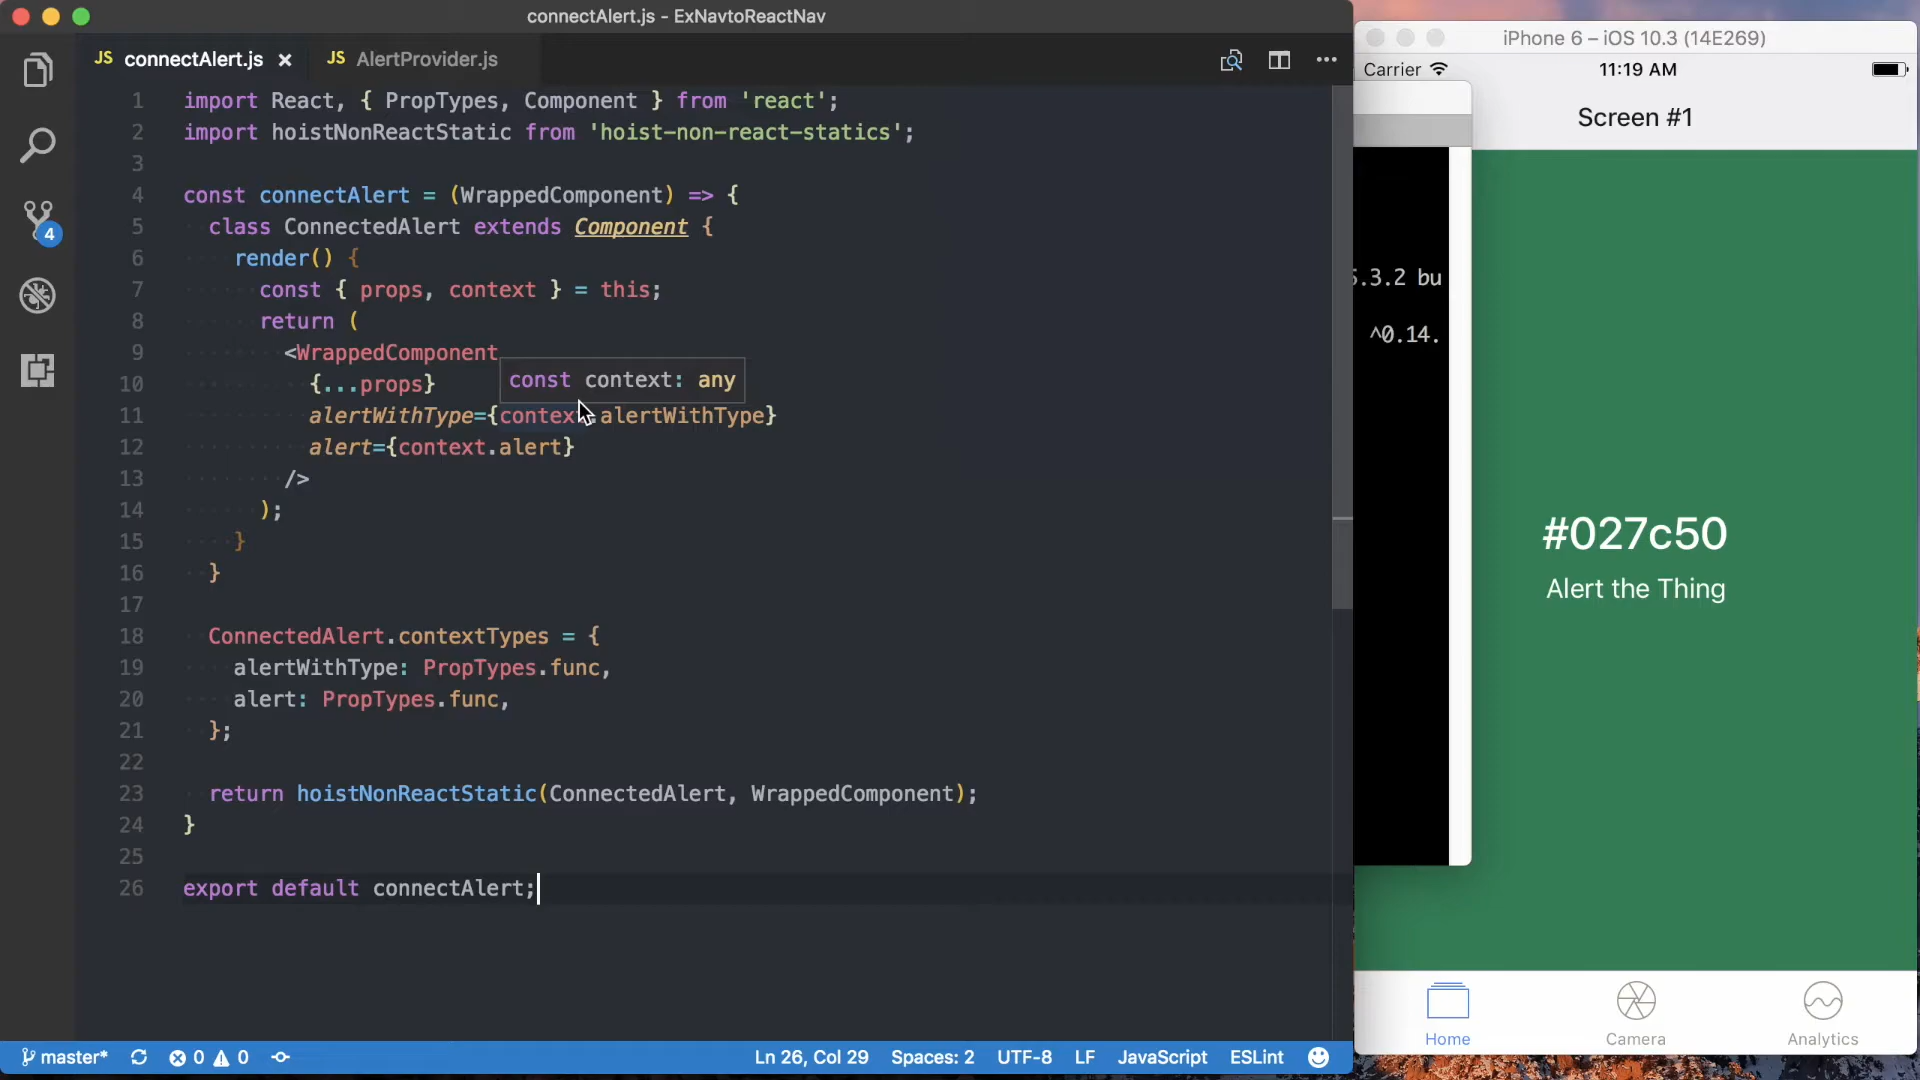 connectAlert.js - ExNavtoReactNav
JS connectAlert.js ×
JS AlertProvider.js
1 import React, { PropTypes, Component } from 'react';
2 import hoistNonReactStatic from 'hoist-non-react-statics';
3
4 const connectAlert = (WrappedComponent) => {
5 class ConnectedAlert extends Component {
6 render() {
7 const { props, context } = this;
8 return (
9 <WrappedComponent
10 {...props}
const context: any
11 alertWithType={context.alertWithType}
12 alert={context.alert}
13 />
14 );
15 }
16 }
17
18 ConnectedAlert.contextTypes = {
19 alertWithType: PropTypes.func,
20 alert: PropTypes.func,
21 };
22
23 return hoistNonReactStatic(ConnectedAlert, WrappedComponent);
24 }
25
26 export default connectAlert;
4
master* 0 0 Ln 26, Col 29 Spaces: 2 UTF-8 LF JavaScript ESLint
5.3.2 bu
^0.14.
iPhone 6 – iOS 10.3 (14E269)
Carrier 11:19 AM
Screen #1
#027c50
Alert the Thing
Home Camera Analytics